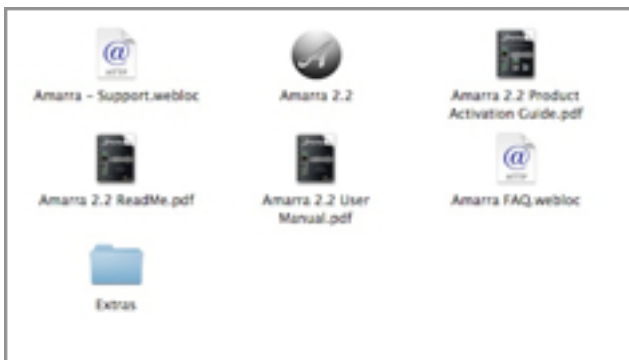 Amarra – Support.webloc
Amarra 2.2
Amarra 2.2 Product
Activation Guide.pdf
Amarra 2.2 ReadMe.pdf
Amarra 2.2 User
Manual.pdf
Amarra FAQ.webloc
Extras